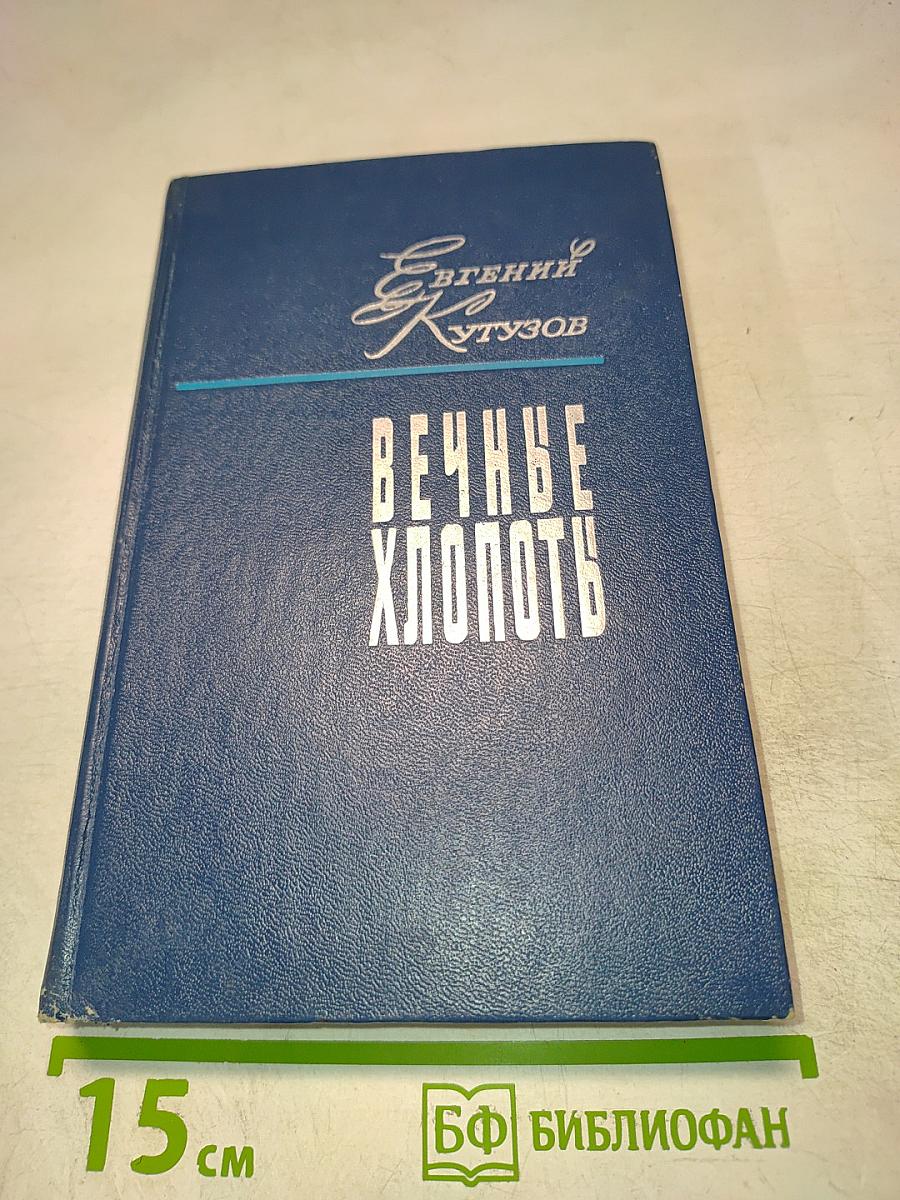 Евгений
Кутузов
ВЕЧНЫЕ
ХЛОПОТЫ
15 см
БФ БИБЛИОФАН